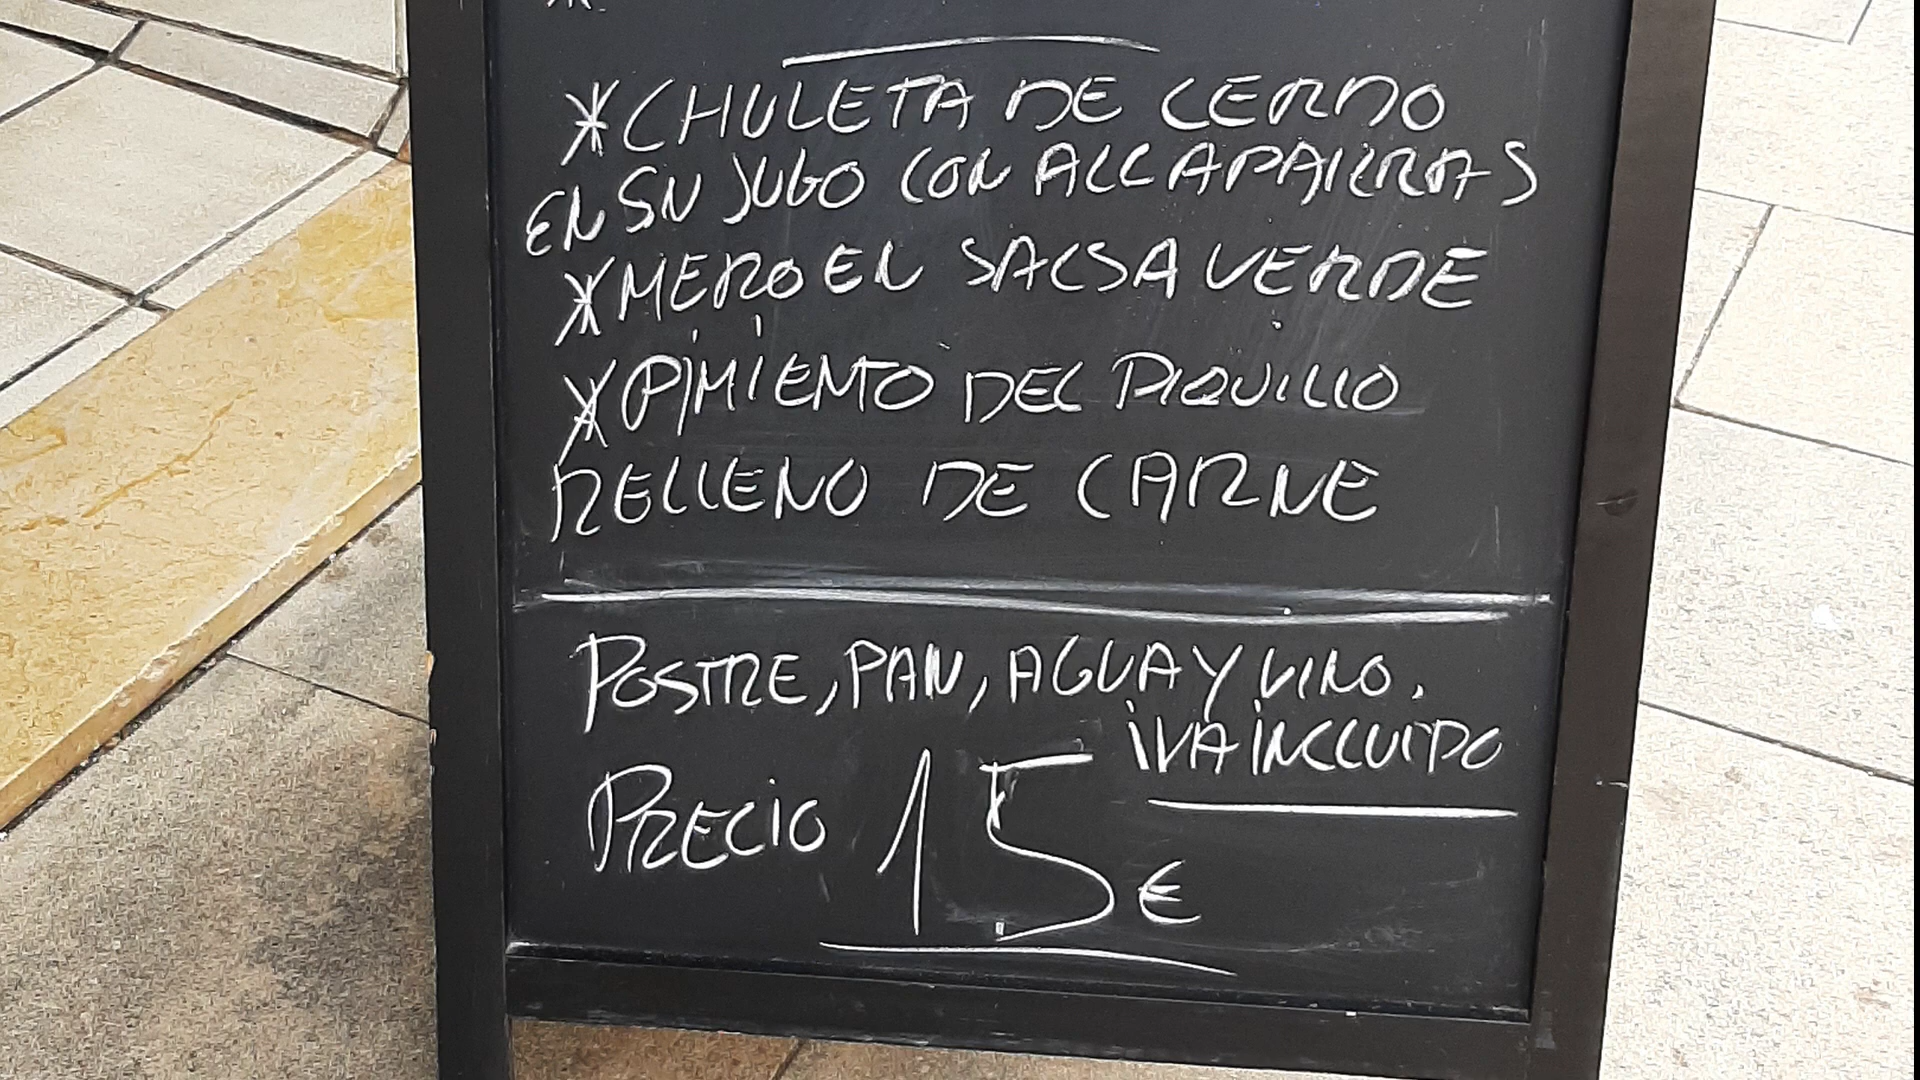 *CHULETA DE CERDO
EN SU JUGO CON ALCAPARRAS
*MERO EN SALSA VERDE
*PIMIENTO DEL PIQUILLO
RELLENO DE CARNE
POSTRE, PAN, AGUA Y VINO.
IVA INCLUIDO
PRECIO 15€